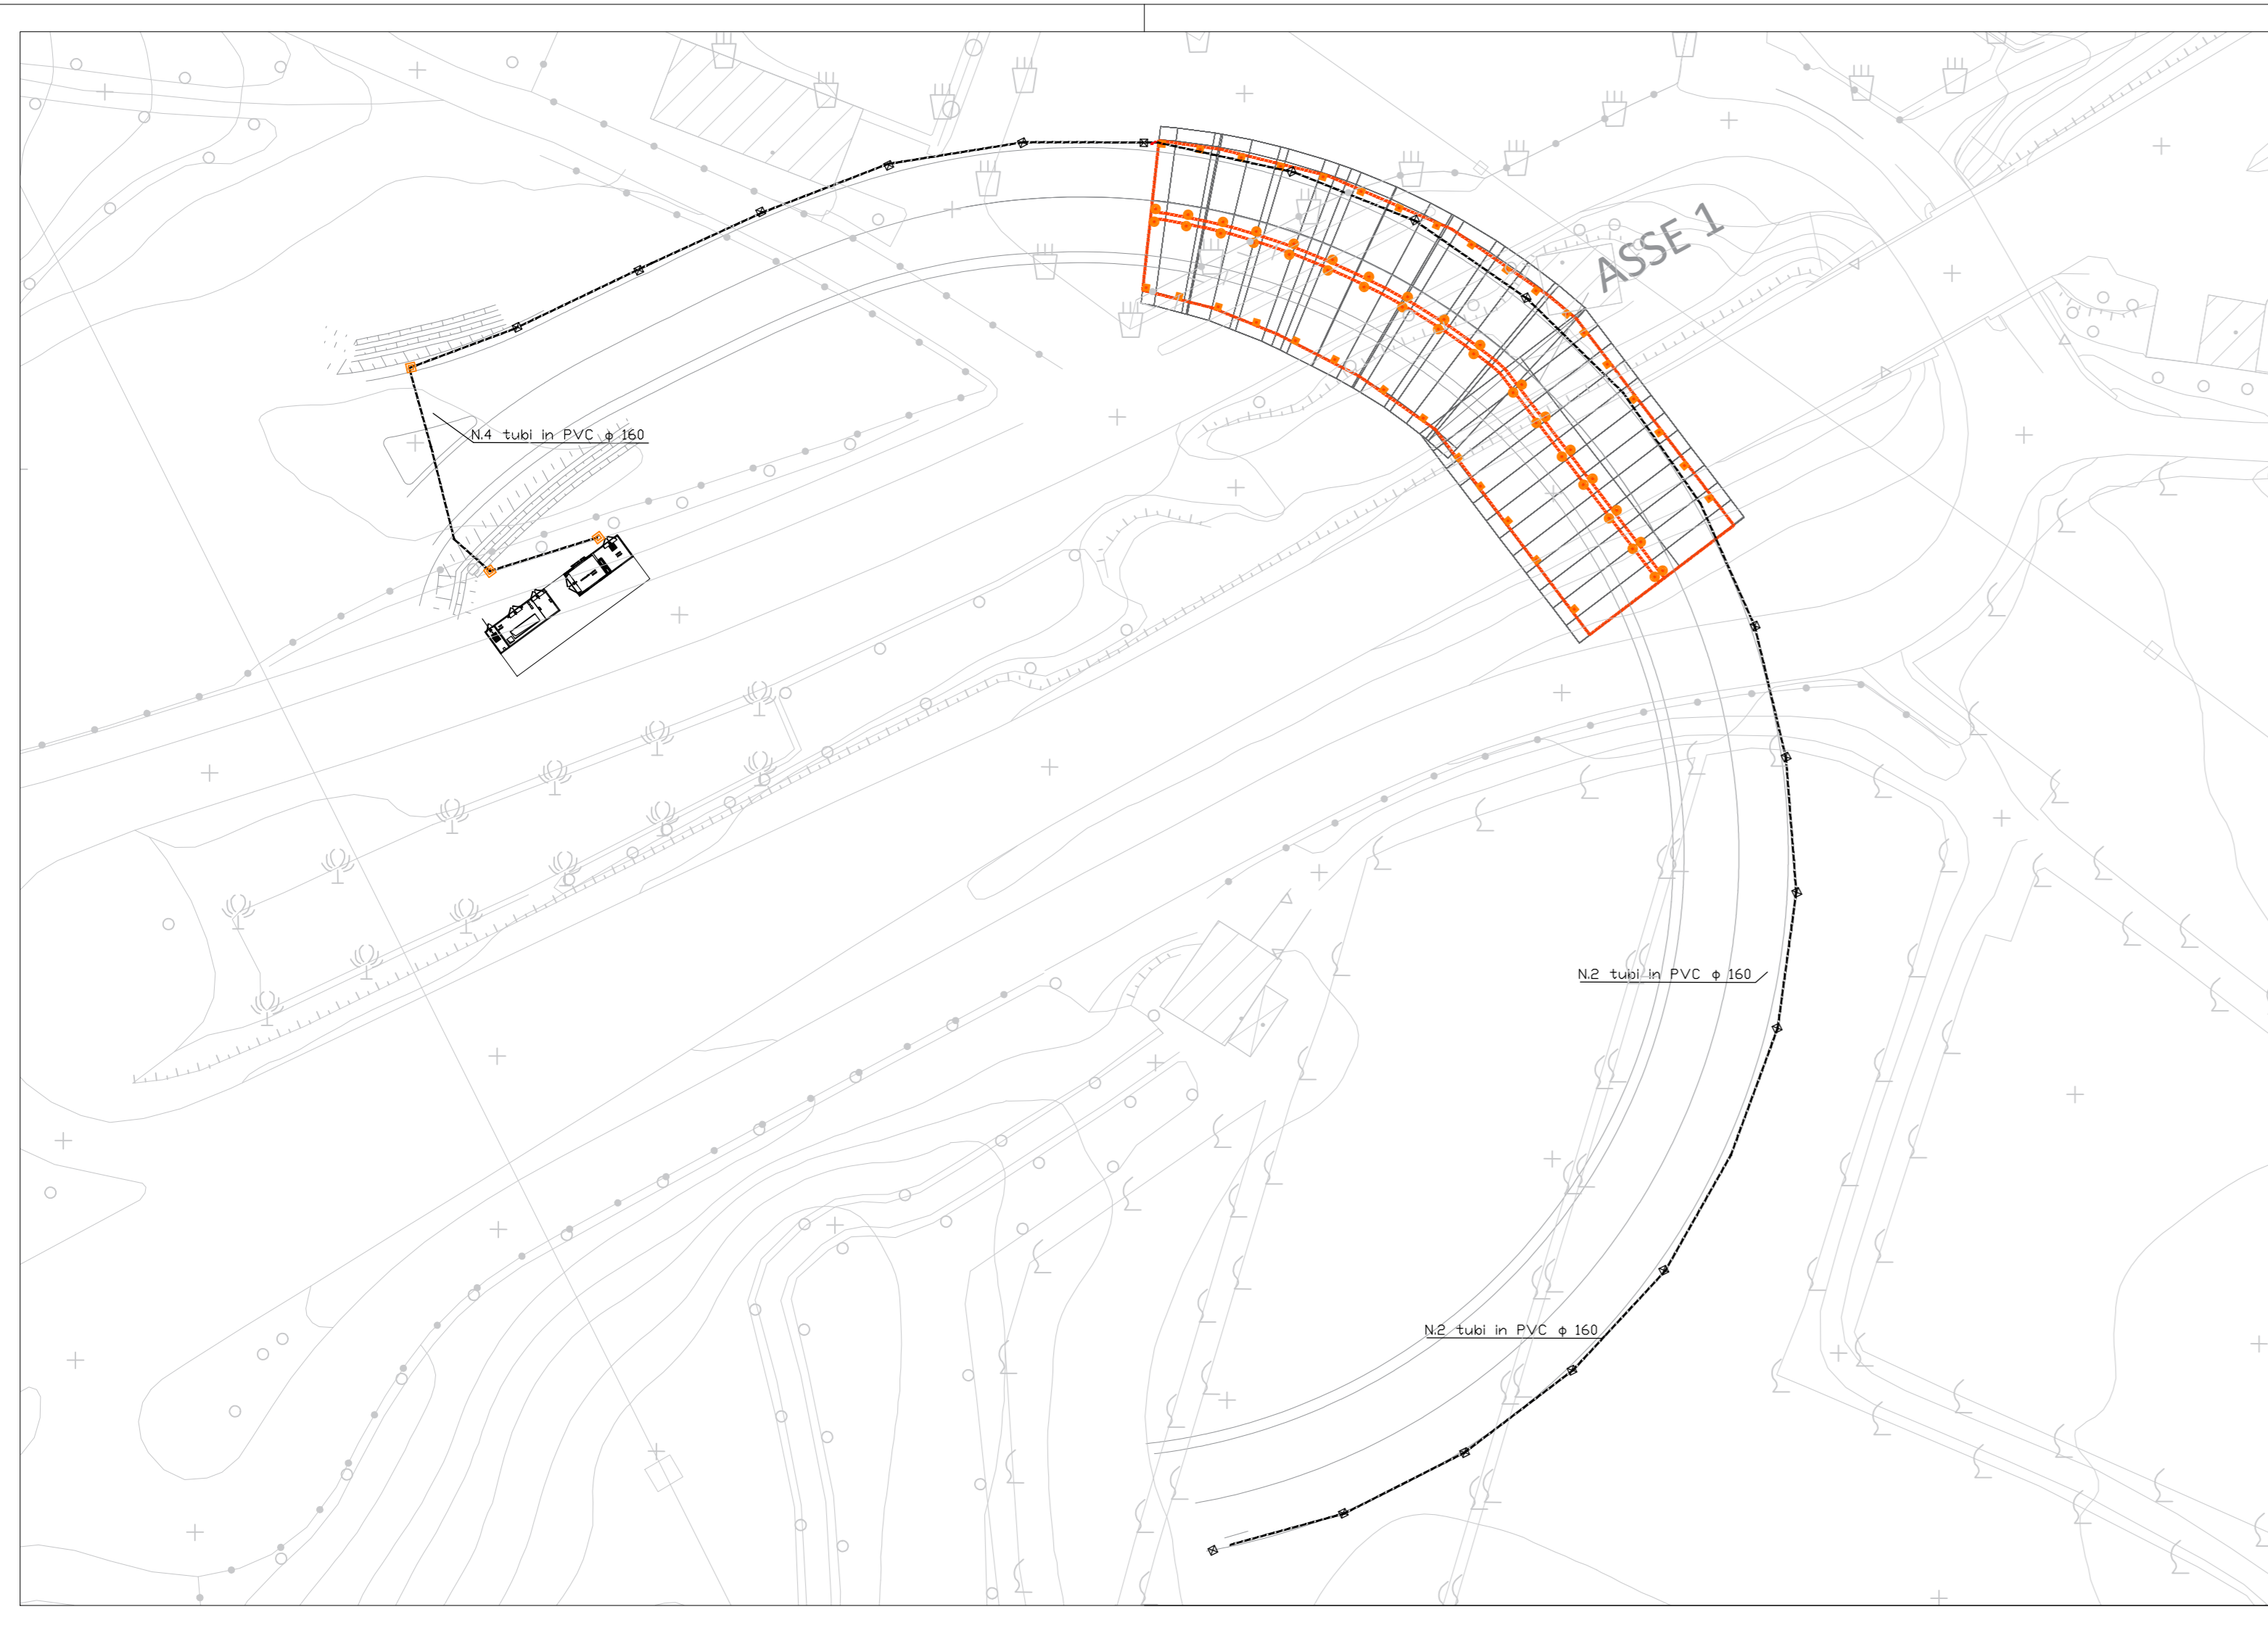 ASSE 1
N.4 tubi in PVC ϕ 160
N.2 tubi in PVC ϕ 160
N.2 tubi in PVC ϕ 160